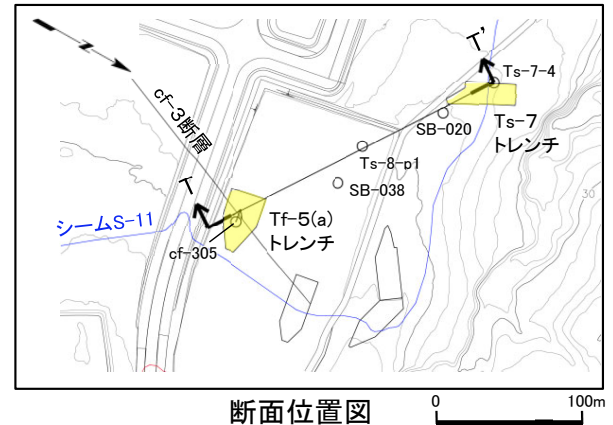 N
T'
Ts-7-4
cf-3断層
SB-020
Ts-7
トレンチ
Ts-8-p1
SB-038
30
T
シームS-11
Tf-5(a)
トレンチ
cf-305
断面位置図
0
100m